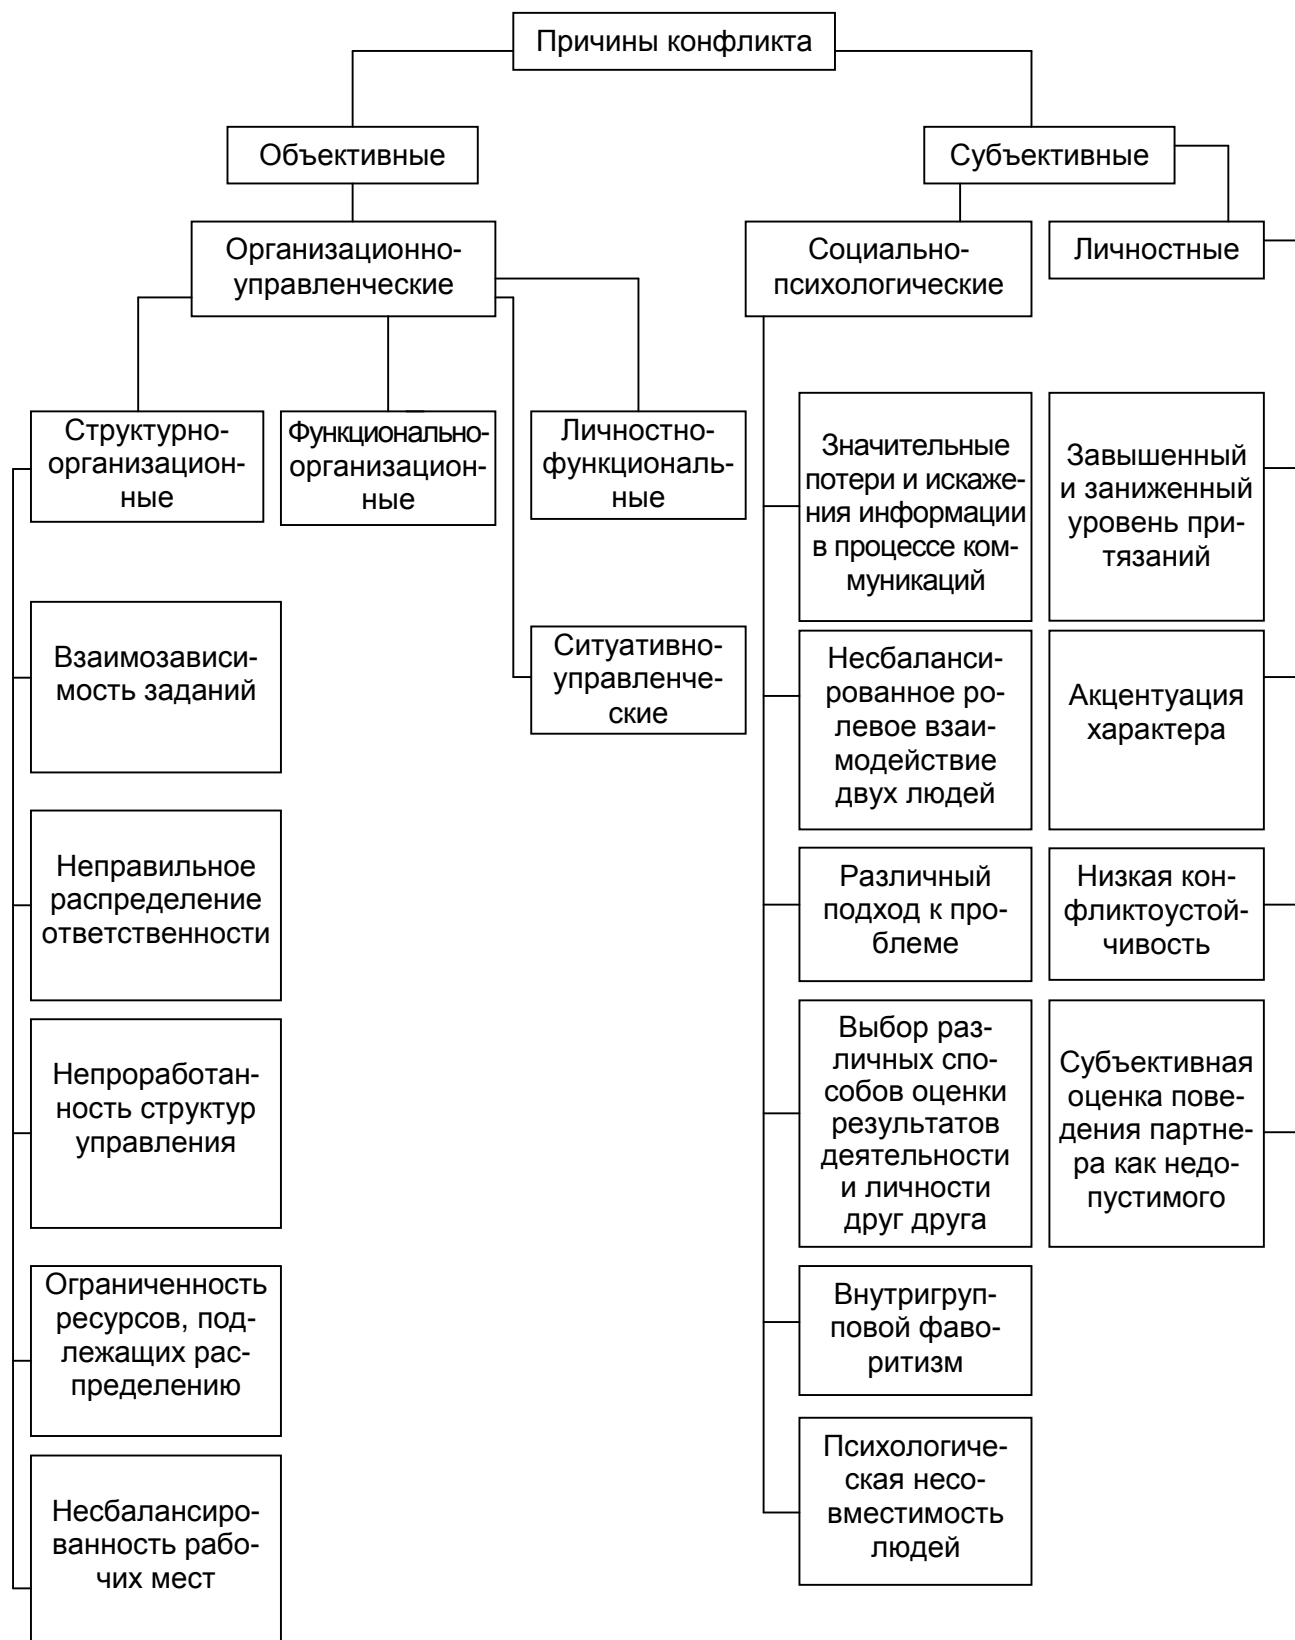 Причины конфликта
Объективные
Субъективные
Организационно-
управленческие
Социально-
психологические
Личностные
Структурно-
организацион-
ные
Функционально-
организацион-
ные
Личностно-
функциональ-
ные
Ситуативно-
управленче-
ские
Взаимозависи-
мость заданий
Неправильное
распределение
ответственности
Непроработан-
ность структур
управления
Ограниченность
ресурсов, под-
лежащих рас-
пределению
Несбалансиро-
ванность рабо-
чих мест
Значительные
потери и искаже-
ния информации
в процессе ком-
муникаций
Несбаланси-
рованное ро-
левое взаи-
модействие
двух людей
Различный
подход к про-
блеме
Выбор раз-
личных спо-
собов оценки
результатов
деятельности
и личности
друг друга
Внутригруп-
повой фаво-
ритизм
Психологиче-
ская несо-
вместимость
людей
Завышенный
и заниженный
уровень при-
тязаний
Акцентуация
характера
Низкая кон-
фликтоустой-
чивость
Субъективная
оценка пове-
дения партне-
ра как недо-
пустимого